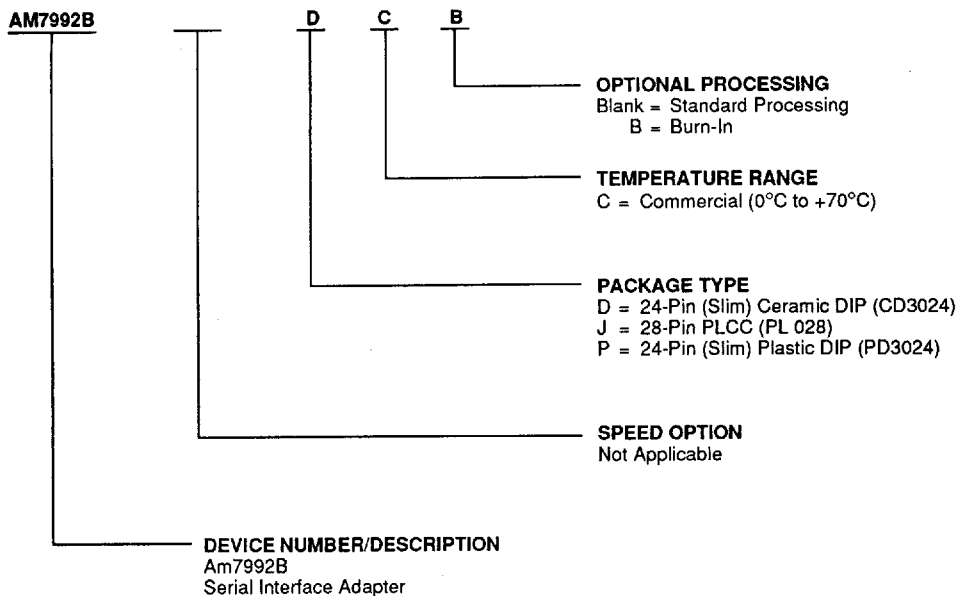 AM7992B D C B
OPTIONAL PROCESSING
Blank = Standard Processing
B = Burn-In
TEMPERATURE RANGE
C = Commercial (0°C to +70°C)
PACKAGE TYPE
D = 24-Pin (Slim) Ceramic DIP (CD3024)
J = 28-Pin PLCC (PL 028)
P = 24-Pin (Slim) Plastic DIP (PD3024)
SPEED OPTION
Not Applicable
DEVICE NUMBER/DESCRIPTION
Am7992B
Serial Interface Adapter